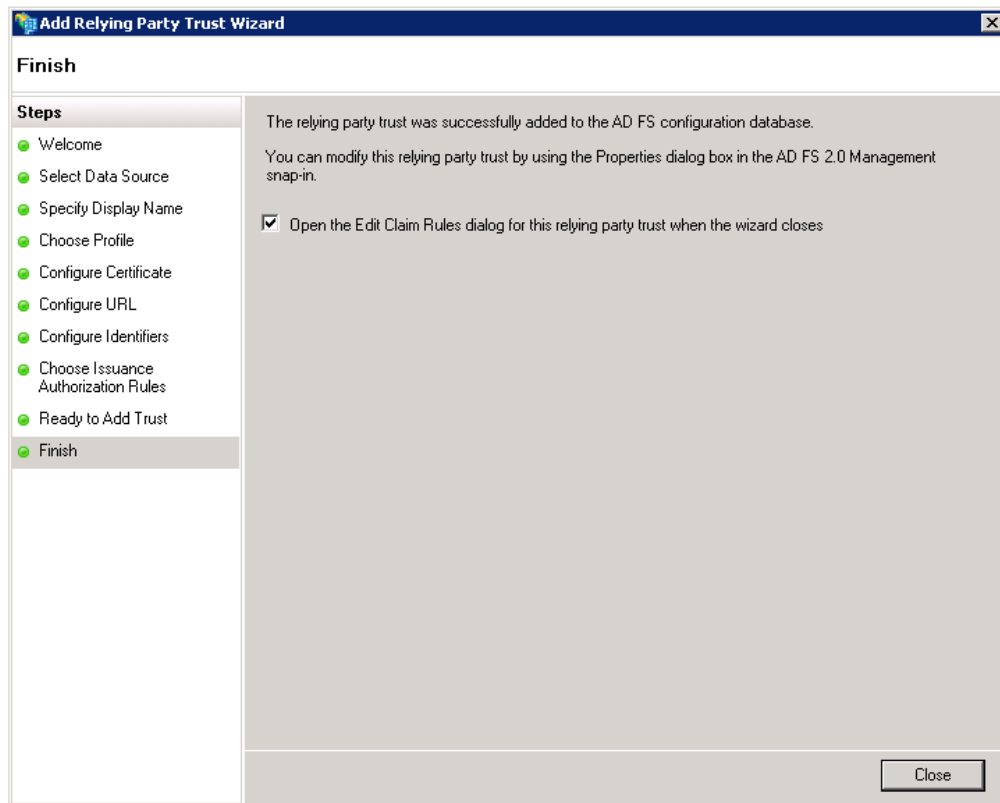 Add Relying Party Trust Wizard
Finish
Steps
Welcome
Select Data Source
Specify Display Name
Choose Profile
Configure Certificate
Configure URL
Configure Identifiers
Choose Issuance
Authorization Rules
Ready to Add Trust
Finish
The relying party trust was successfully added to the AD FS configuration database.
You can modify this relying party trust by using the Properties dialog box in the AD FS 2.0 Management
snap-in.
Open the Edit Claim Rules dialog for this relying party trust when the wizard closes
Close